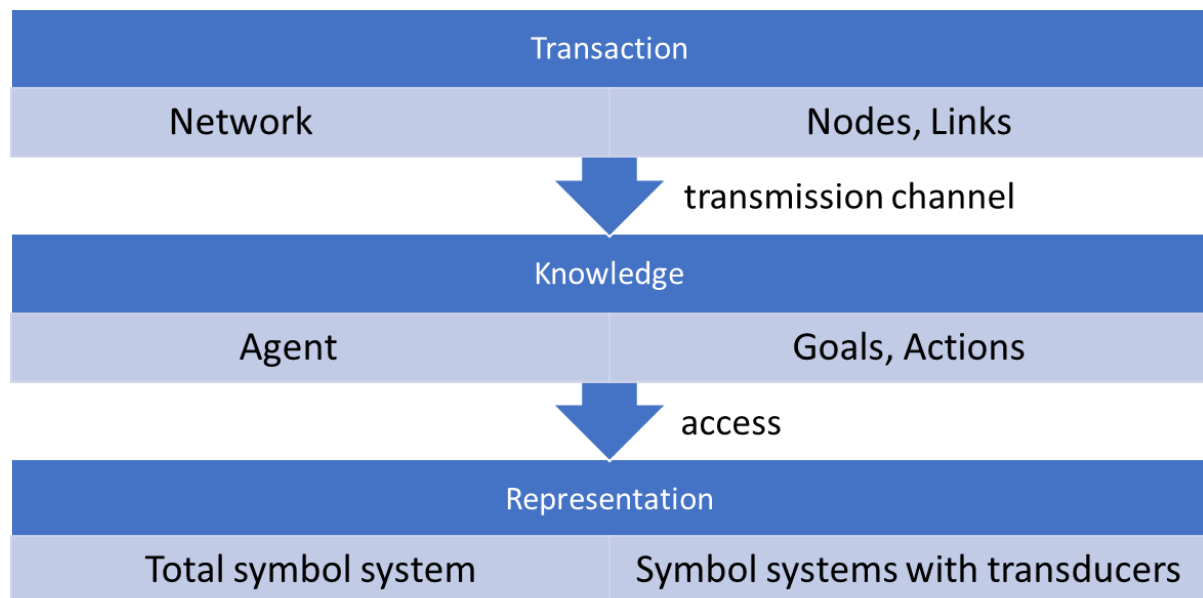 Transaction
Network
Nodes, Links
transmission channel
Knowledge
Agent
Goals, Actions
access
Representation
Total symbol system
Symbol systems with transducers